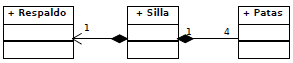 + Respaldo
1
+ Silla
1
4
+ Patas